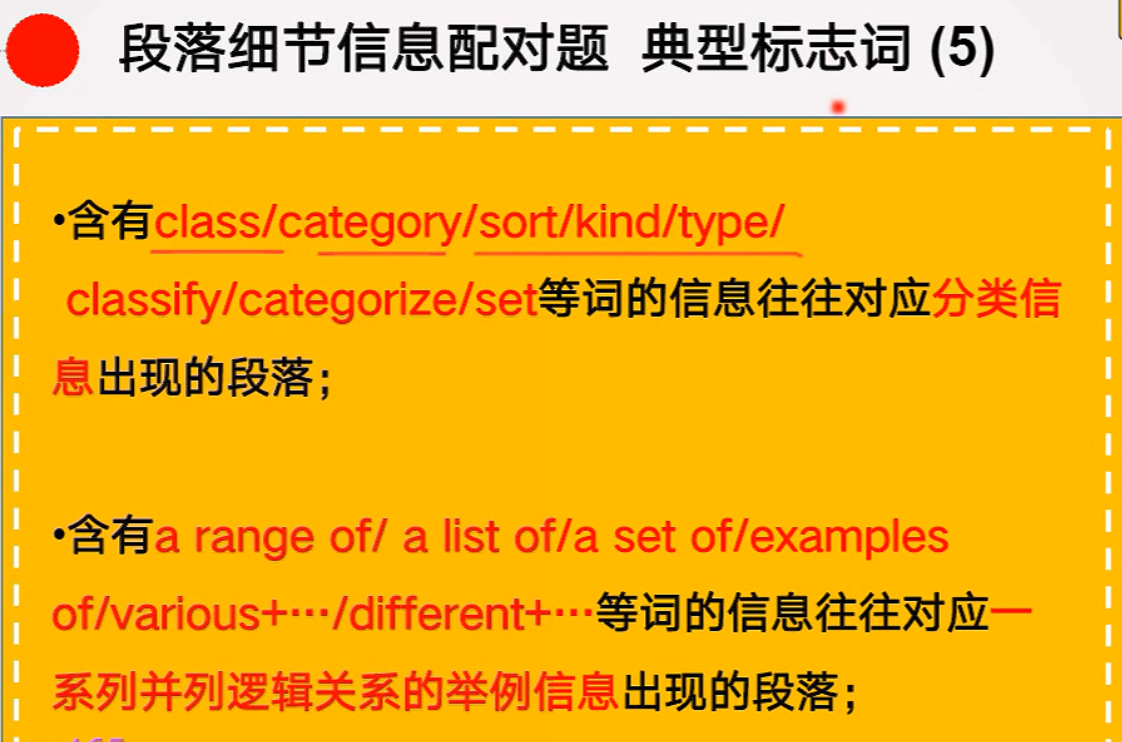 段落细节信息配对题 典型标志词 (5)
•含有class/category/sort/kind/type/
classify/categorize/set等词的信息往往对应分类信
息出现的段落；
•含有a range of/ a list of/a set of/examples
of/various+···/different+···等词的信息往往对应一
系列并列逻辑关系的举例信息出现的段落；